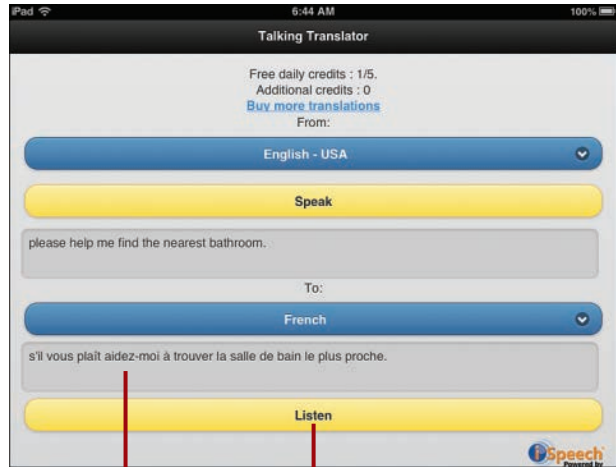 iPad 6:44 AM 100%
Talking Translator
Free daily credits : 1/5.
Additional credits : 0
Buy more translations
From:
English - USA
Speak
please help me find the nearest bathroom.
To:
French
s'il vous plaît aidez-moi à trouver la salle de bain le plus proche.
Listen
iSpeech
Powered by